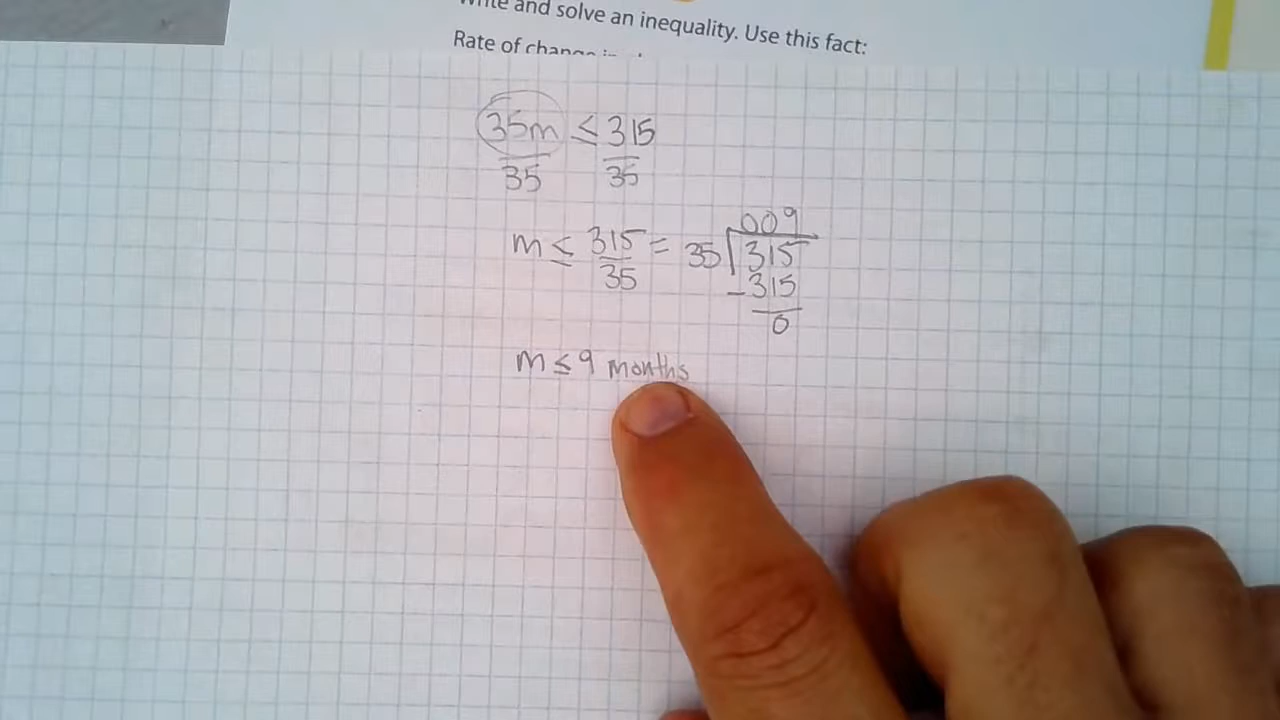 Write and solve an inequality. Use this fact:
Rate of change
35m ≤ 315
35 35
m ≤ 315/35 = 35 315
009
-315
0
m ≤ 9 months